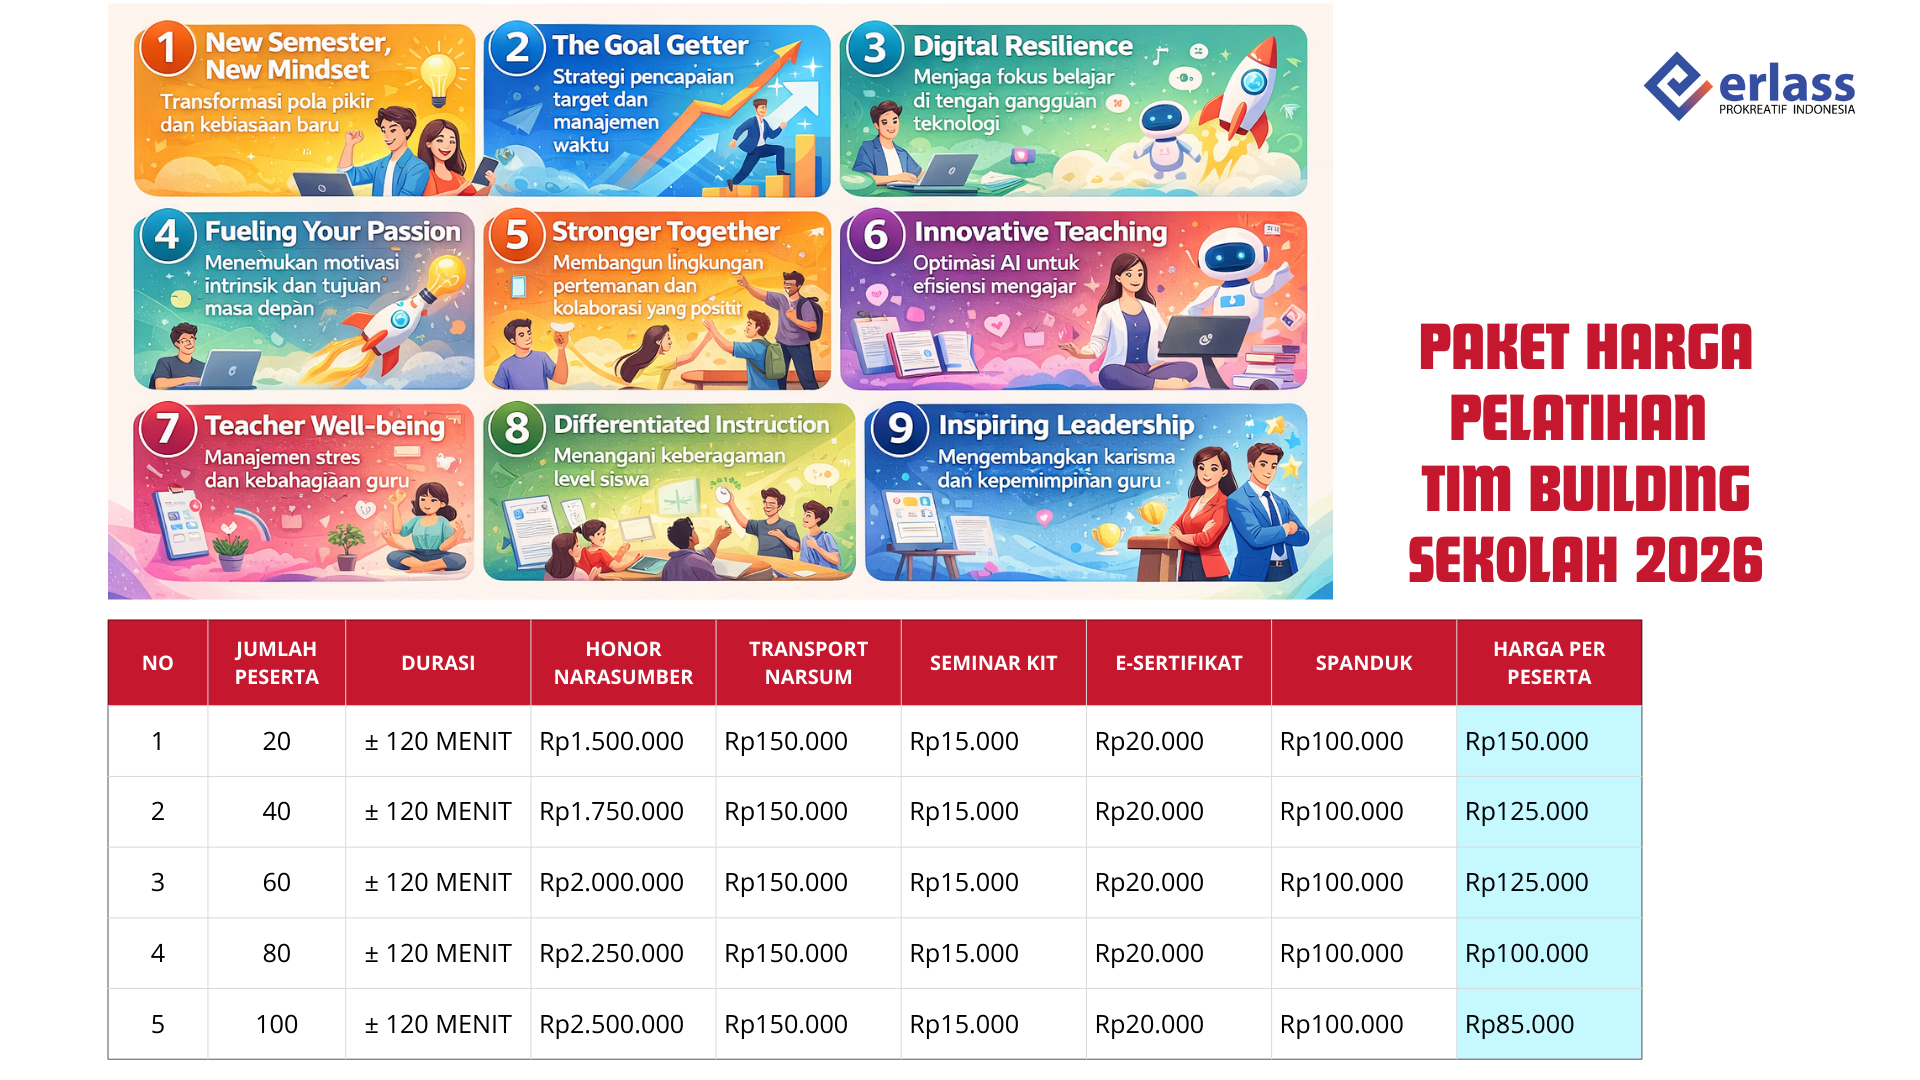 1
New Semester,
New Mindset
Transformasi pola pikir
dan kebiasaan baru
2
The Goal Getter
Strategi pencapaian
target dan
manajemen
waktu
3
Digital Resilience
Menjaga fokus belajar
di tengah gangguan
teknologi
4
Fueling Your Passion
Menemukan motivasi
intrinsik dan tujuan
masa depan
5
Stronger Together
Membangun lingkungan
pertemanan dan
kolaborasi yang positit
6
Innovative Teaching
Optimasi AI untuk
efisiensi mengajar
7
Teacher Well-being
Manajemen stres
dan kebahagiaan guru
8
Differentiated Instruction
Menangani keberagaman
level siswa
9
Inspiring Leadership
Mengembangkan karisma
dan kepemimpinan guru
erlass
PROKREATIF INDONESIA
PAKET HARGA
PELATIHAN
TIM BUILDING
SEKOLAH 2026
NO JUMLAH PESERTA DURASI HONOR NARASUMBER TRANSPORT NARSUM SEMINAR KIT E-SERTIFIKAT SPANDUK HARGA PER PESERTA
1 20 ± 120 MENIT Rp1.500.000 Rp150.000 Rp15.000 Rp20.000 Rp100.000 Rp150.000
2 40 ± 120 MENIT Rp1.750.000 Rp150.000 Rp15.000 Rp20.000 Rp100.000 Rp125.000
3 60 ± 120 MENIT Rp2.000.000 Rp150.000 Rp15.000 Rp20.000 Rp100.000 Rp125.000
4 80 ± 120 MENIT Rp2.250.000 Rp150.000 Rp15.000 Rp20.000 Rp100.000 Rp100.000
5 100 ± 120 MENIT Rp2.500.000 Rp150.000 Rp15.000 Rp20.000 Rp100.000 Rp85.000